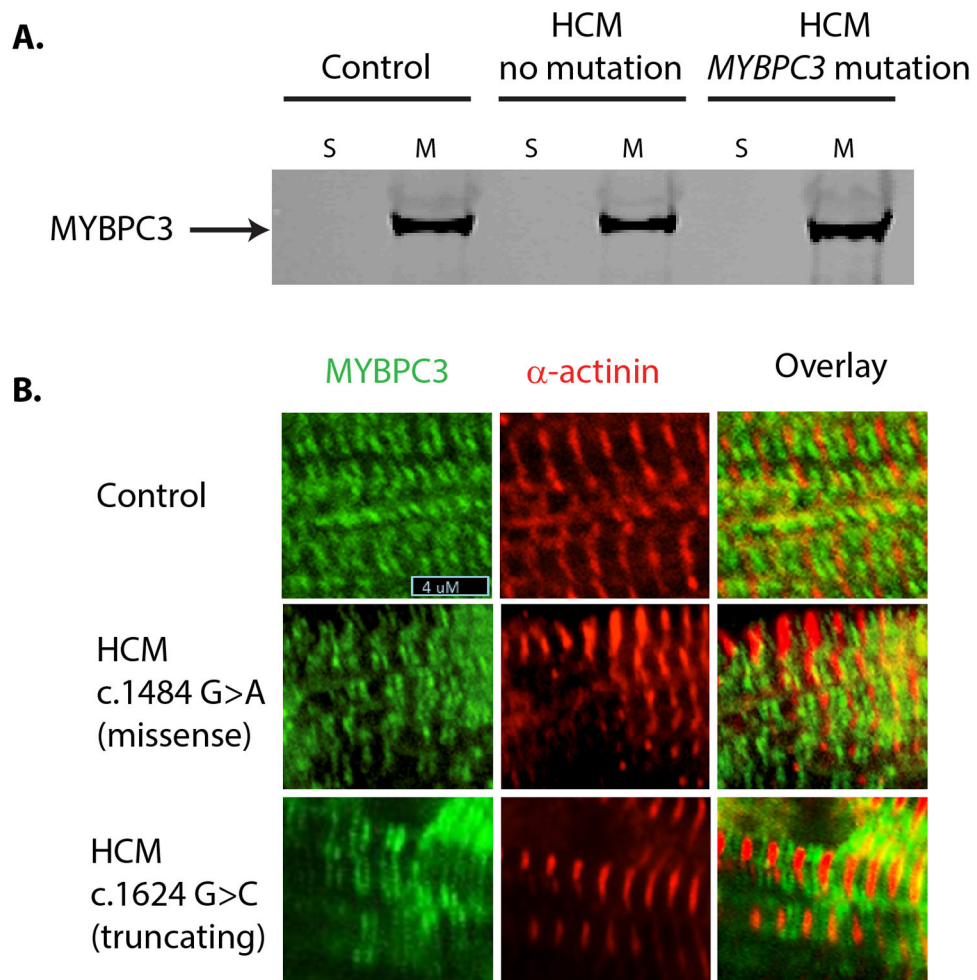 A.
Control
HCM
no mutation
HCM
MYBPC3 mutation
S M S M S M
MYBPC3
B.
MYBPC3 α-actinin Overlay
Control
4 uM
HCM
c.1484 G>A
(missense)
HCM
c.1624 G>C
(truncating)